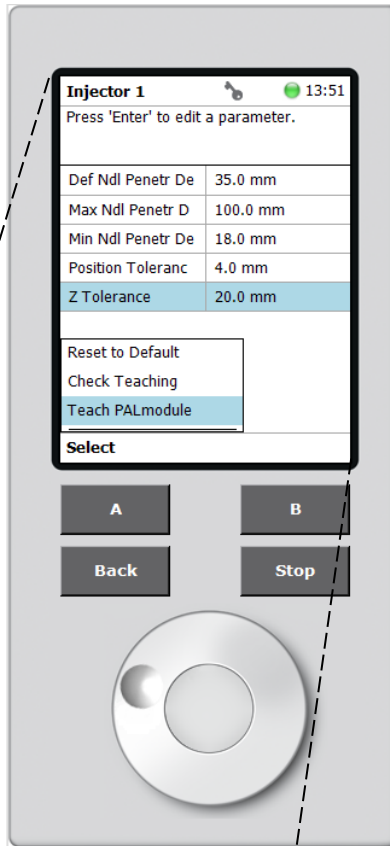 Injector 1 13:51
Press 'Enter' to edit a parameter.
Def Ndl Penetr De 35.0 mm
Max Ndl Penetr D 100.0 mm
Min Ndl Penetr De 18.0 mm
Position Toleranc 4.0 mm
Z Tolerance 20.0 mm
Reset to Default
Check Teaching
Teach PALmodule
Select
A B
Back Stop